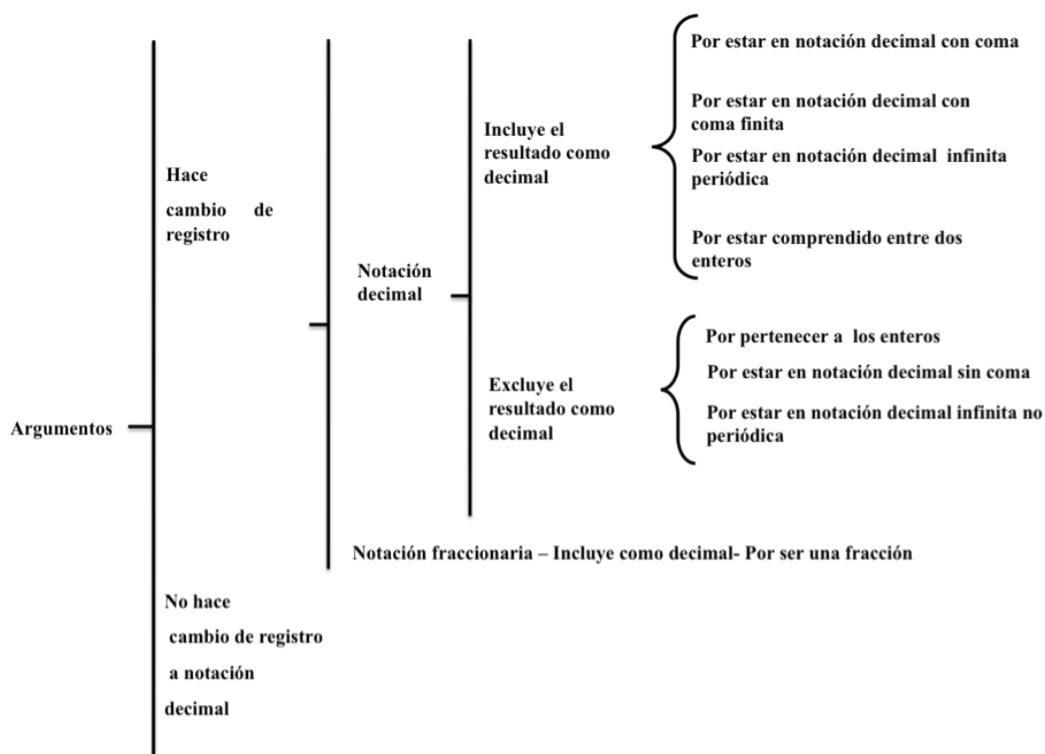 Argumentos
Hace
cambio de
registro
Notación
decimal
Incluye el
resultado como
decimal
Por estar en notación decimal con coma
Por estar en notación decimal con
coma finita
Por estar en notación decimal infinita
periódica
Por estar comprendido entre dos
enteros
Excluye el
resultado como
decimal
Por pertenecer a los enteros
Por estar en notación decimal sin coma
Por estar en notación decimal infinita no
periódica
Notación fraccionaria – Incluye como decimal- Por ser una fracción
No hace
cambio de registro
a notación
decimal